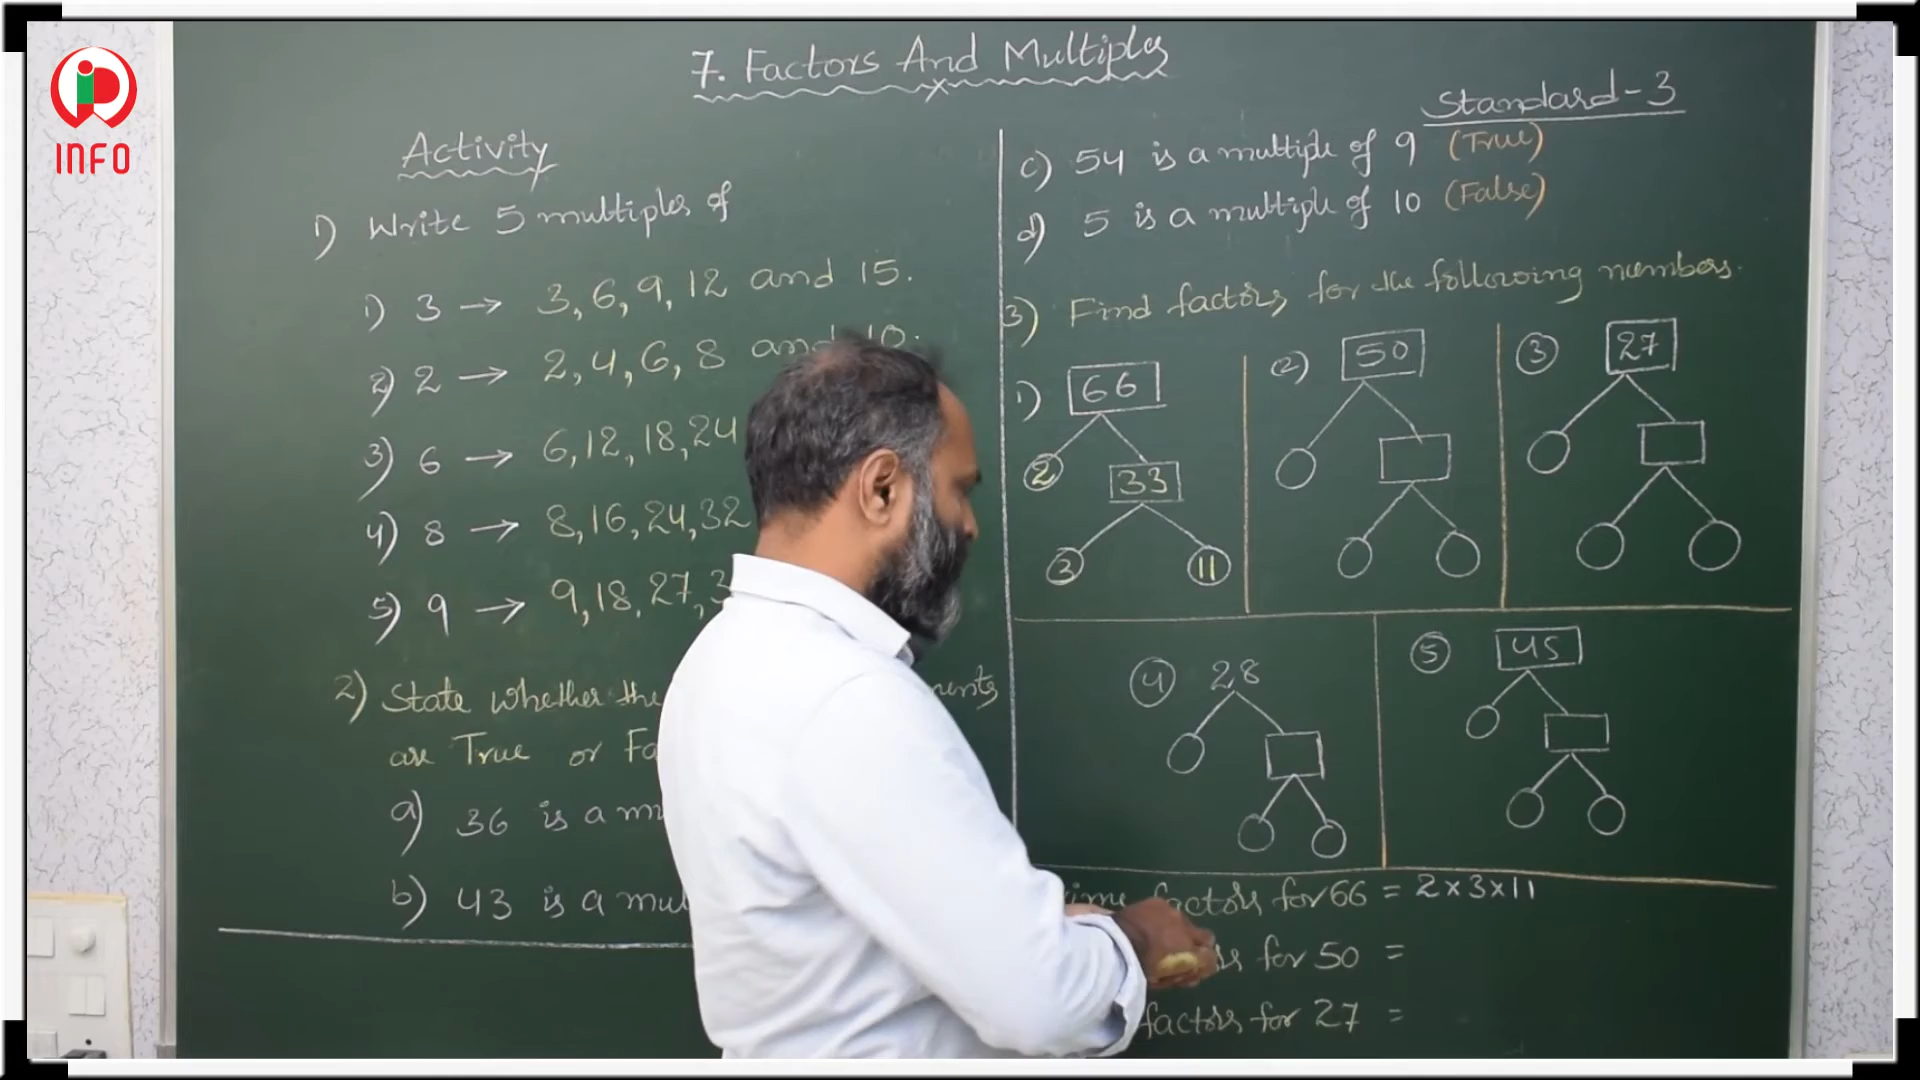 INFO
7. Factors And Multiples
Standard-3
Activity
1) Write 5 multiples of
1) 3 → 3, 6, 9, 12 and 15.
2) 2 → 2, 4, 6, 8 and 10.
3) 6 → 6, 12, 18, 24
4) 8 → 8, 16, 24, 32
5) 9 → 9, 18, 27, 3
2) State whether the
are True or
a) 36 is a
b) 43 is a
c) 54 is a multiple of 9 (True)
d) 5 is a multiple of 10 (False)
3) Find factors for the following numbers.
1) 66
2 33
3 11
(2) 50
3 27
4 28
5 45
factors for 66 = 2 x 3 x 11
for 50 =
factors for 27 =